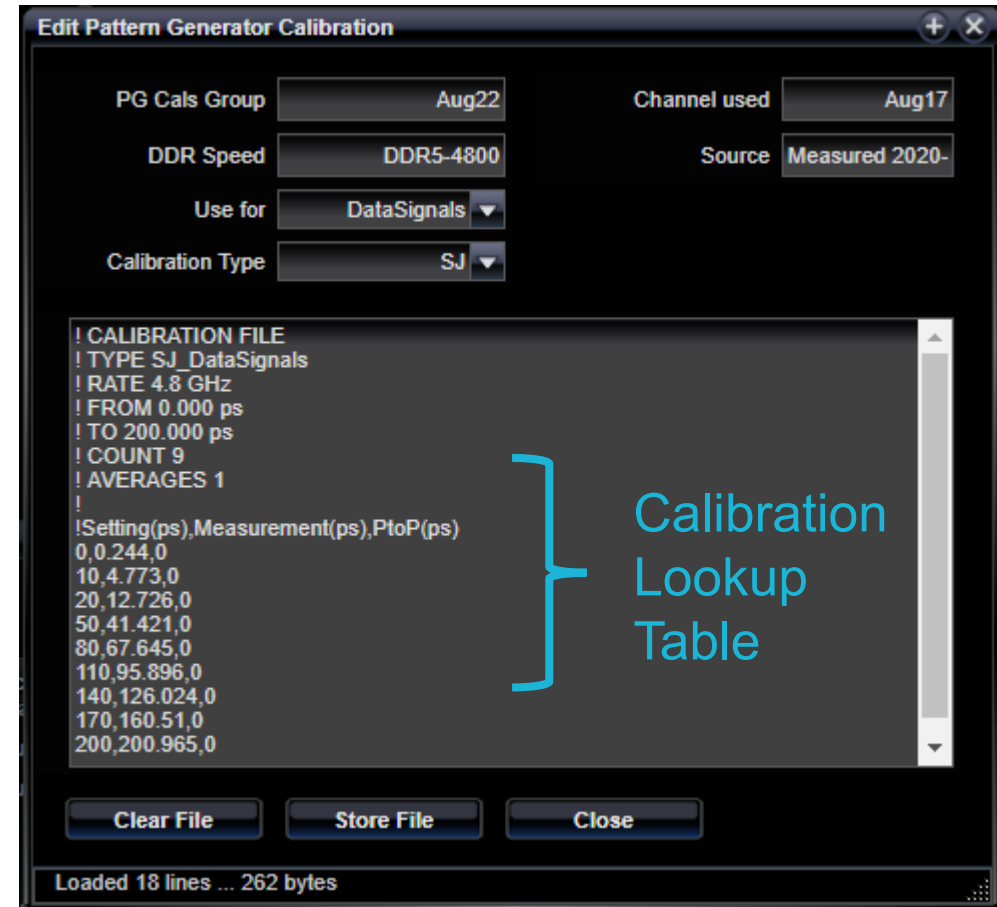 Edit Pattern Generator Calibration
PG Cals Group Aug22 Channel used Aug17
DDR Speed DDR5-4800 Source Measured 2020-
Use for DataSignals
Calibration Type SJ
! CALIBRATION FILE
! TYPE SJ_DataSignals
! RATE 4.8 GHz
! FROM 0.000 ps
! TO 200.000 ps
! COUNT 9
! AVERAGES 1
!
!Setting(ps),Measurement(ps),PtoP(ps)
0,0.244,0
10,4.773,0
20,12.726,0
50,41.421,0
80,67.645,0
110,95.896,0
140,126.024,0
170,160.51,0
200,200.965,0
Calibration
Lookup
Table
Clear File Store File Close
Loaded 18 lines ... 262 bytes